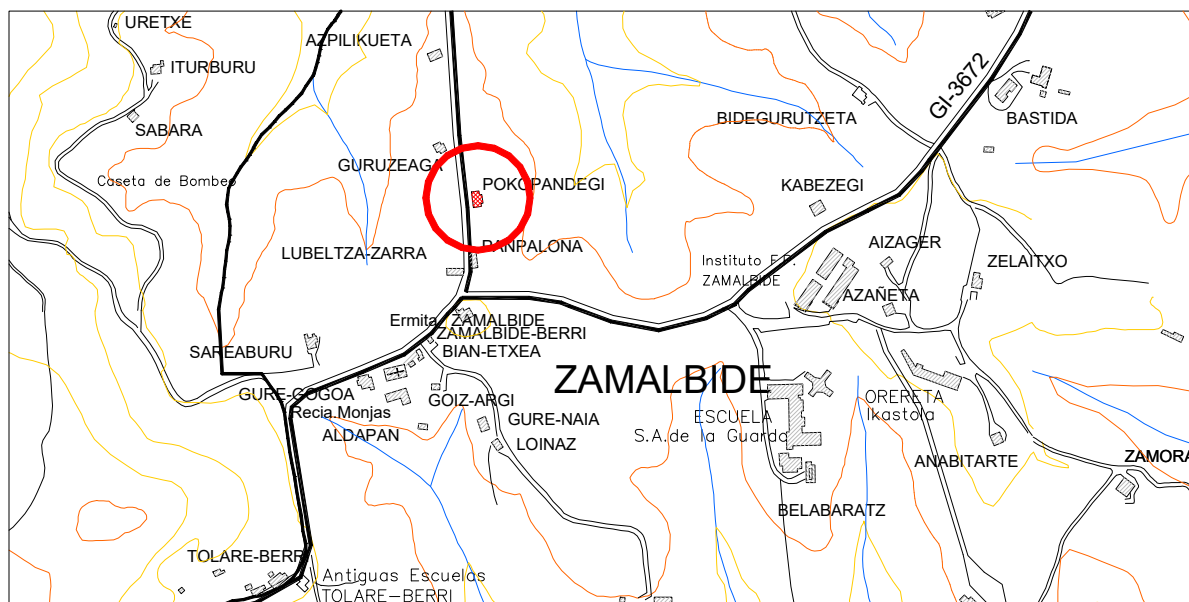 URETXE
AZPILIKUETA
ITURBURU
GI-3672
BIDEGURUTZETA
BASTIDA
SABARA
GURUZEAGA
Caseta de Bombeo
POKOPANDEGI
KABEZEGI
LUBELTZA-ZARRA
PANPALONA
AIZAGER
Instituto F.P.
ZAMALBIDE
ZELAITXO
AZAÑETA
Ermita
ZAMALBIDE
ZAMALBIDE-BERRI
BIAN-ETXEA
SAREABURU
ZAMALBIDE
GURE-GOGOA
Recia.Monjas
GOIZ-ARGI
ORERETA
Ikastola
ALDAPAN
GURE-NAIA
ESCUELA
S.A.de la Guarda
LOINAZ
ANABITARTE
ZAMORA
BELABARATZ
TOLARE-BERRI
Antiguas Escuelas
TOLARE-BERRI